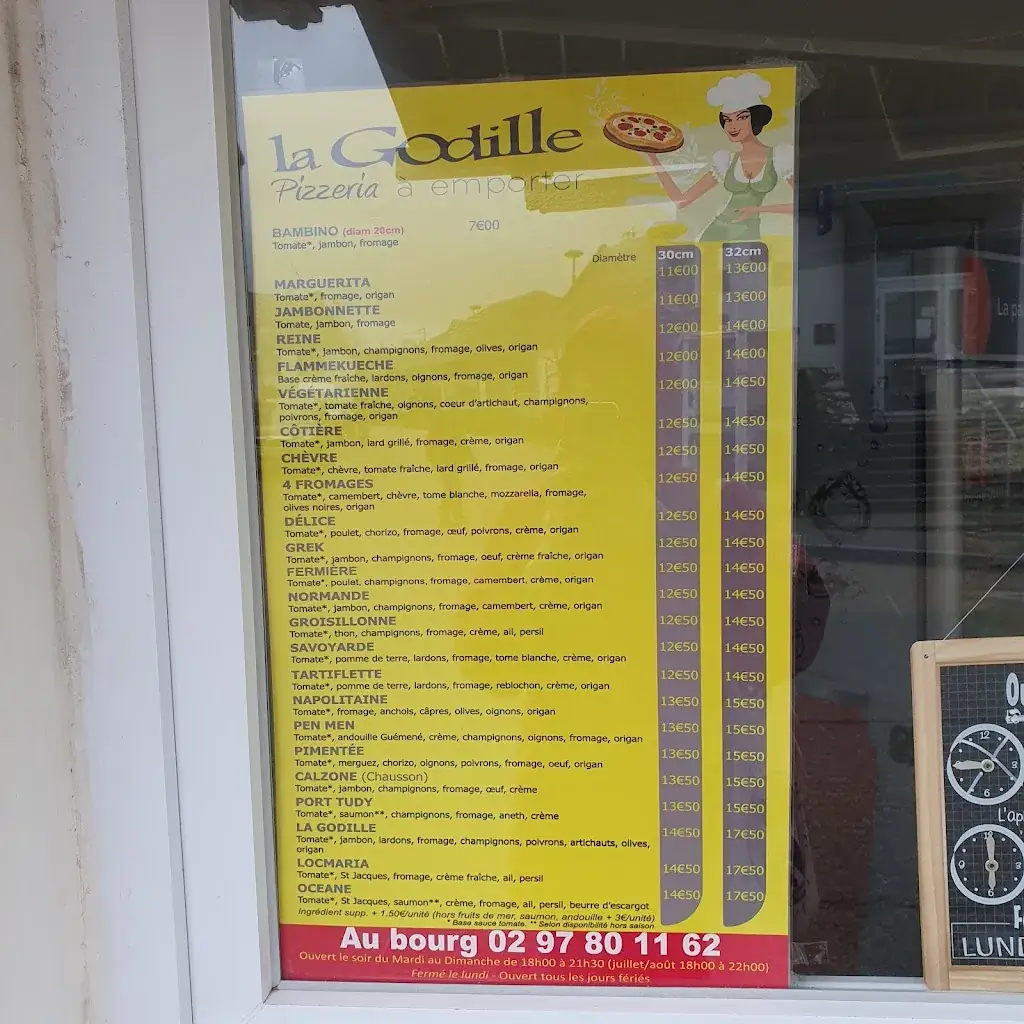 la Godille
Pizzeria à emporter
BAMBINO (diam 20cm) 7€00
Tomate*, jambon, fromage
Diamètre 30cm 32cm
MARGUERITA 11€00 13€00
Tomate*, fromage, origan
JAMBONNETTE 11€00 13€00
Tomate, jambon, fromage
REINE 12€00 14€00
Tomate*, jambon, champignons, fromage, olives, origan
FLAMMEKUECHE 12€00 14€00
Base crème fraîche, lardons, oignons, fromage, origan
VÉGÉTARIENNE 12€00 14€50
Tomate*, tomate fraîche, oignons, coeur d'artichaut, champignons,
poivrons, fromage, origan
CÔTIÈRE 12€50 14€50
Tomate*, jambon, lard grillé, fromage, crème, origan
CHÈVRE 12€50 14€50
Tomate*, chèvre, tomate fraîche, lard grillé, fromage, origan
4 FROMAGES 12€50 14€50
Tomate*, camembert, chèvre, tome blanche, mozzarella, fromage,
olives noires, origan
DÉLICE 12€50 14€50
Tomate*, poulet, chorizo, fromage, œuf, poivrons, crème, origan
GREK 12€50 14€50
Tomate*, jambon, champignons, fromage, oeuf, crème fraiche, origan
FERMIÈRE 12€50 14€50
Tomate*, poulet, champignons, fromage, camembert, crème, origan
NORMANDE 12€50 14€50
Tomate*, jambon, champignons, fromage, camembert, crème, origan
GROISILLONNE 12€50 14€50
Tomate*, thon, champignons, fromage, crème, ail, persil
SAVOYARDE 12€50 14€50
Tomate*, pomme de terre, lardons, fromage, tome blanche, crème, origan
TARTIFLETTE 12€50 14€50
Tomate*, pomme de terre, lardons, fromage, reblochon, crème, origan
NAPOLITAINE 13€50 15€50
Tomate*, fromage, anchois, câpres, olives, oignons, origan
PEN MEN 13€50 15€50
Tomate*, andouille Guémené, crème, champignons, oignons, fromage, origan
PIMENTÉE 13€50 15€50
Tomate*, merguez, chorizo, oignons, poivrons, fromage, oeuf, origan
CALZONE (Chausson) 13€50 15€50
Tomate*, jambon, champignons, fromage, œuf, crème
PORT TUDY 13€50 15€50
Tomate*, saumon**, champignons, fromage, aneth, crème
LA GODILLE 14€50 17€50
Tomate*, jambon, lardons, fromage, champignons, poivrons, artichauts, olives,
origan
LOCMARIA 14€50 17€50
Tomate*, St Jacques, fromage, crème fraiche, ail, persil
OCEANE 14€50 17€50
Tomate*, St Jacques, saumon**, crème, fromage, ail, persil, beurre d'escargot
Ingrédient supp. + 1.50€/unité (hors fruits de mer, saumon, andouille + 3€/unité)
* Base sauce tomate. ** Selon disponibilité hors saison
Au bourg 02 97 80 11 62
Ouvert le soir du Mardi au Dimanche de 18h00 à 21h30 (juillet/août 18h00 à 22h00)
Fermé le lundi - Ouvert tous les jours fériés
La pa
L'ap
LUND